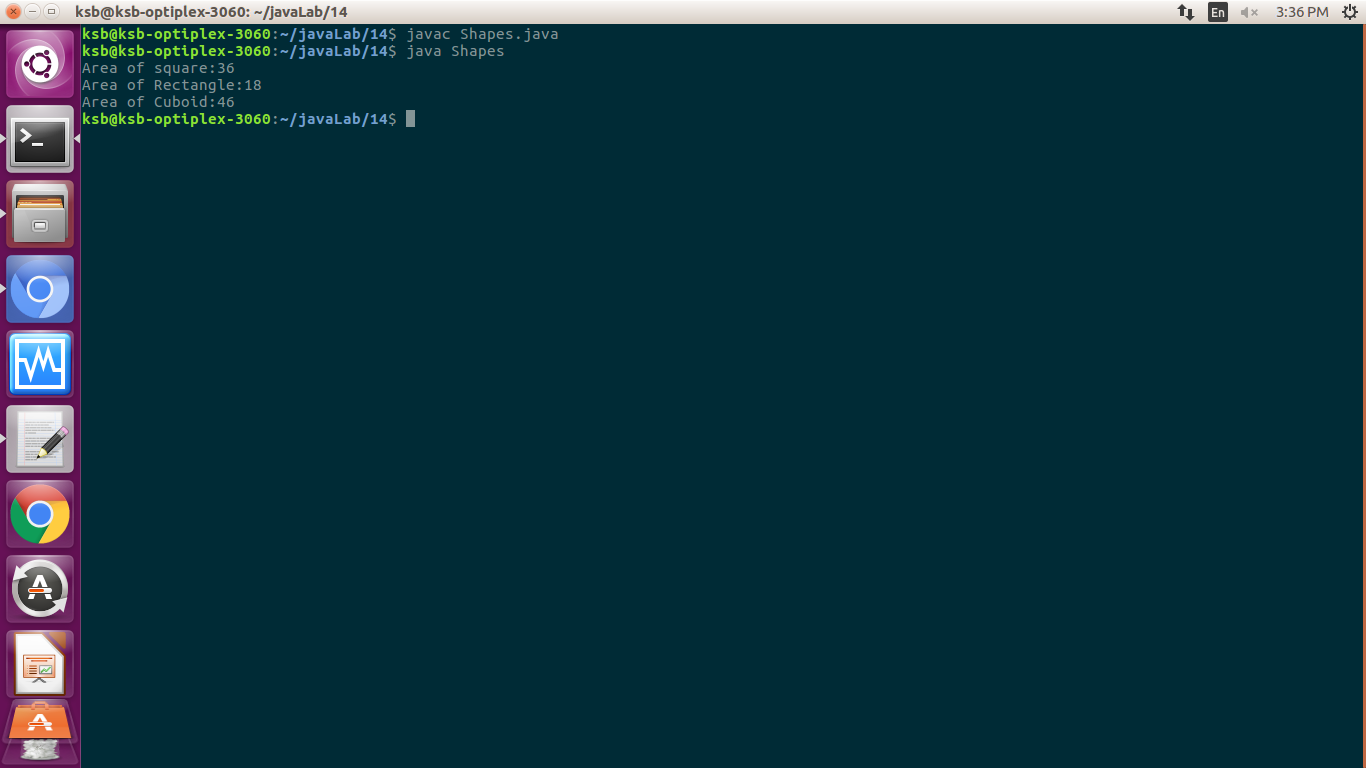 ksb@ksb-optiplex-3060: ~/javaLab/14
En
3:36 PM
ksb@ksb-optiplex-3060:~/javaLab/14$ javac Shapes.java
ksb@ksb-optiplex-3060:~/javaLab/14$ java Shapes
Area of square:36
Area of Rectangle:18
Area of Cuboid:46
ksb@ksb-optiplex-3060:~/javaLab/14$